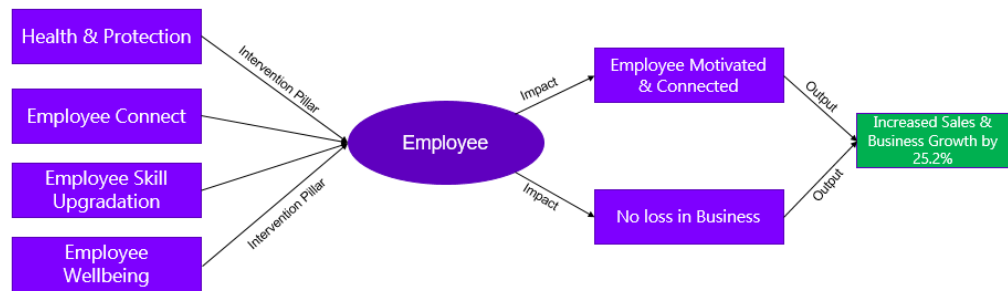 Health & Protection
Employee Connect
Employee Skill
Upgradation
Employee
Wellbeing
Intervention Pillar
Intervention Pillar
Employee
Impact
Impact
Employee Motivated
& Connected
No loss in Business
Output
Output
Increased Sales &
Business Growth by
25.2%